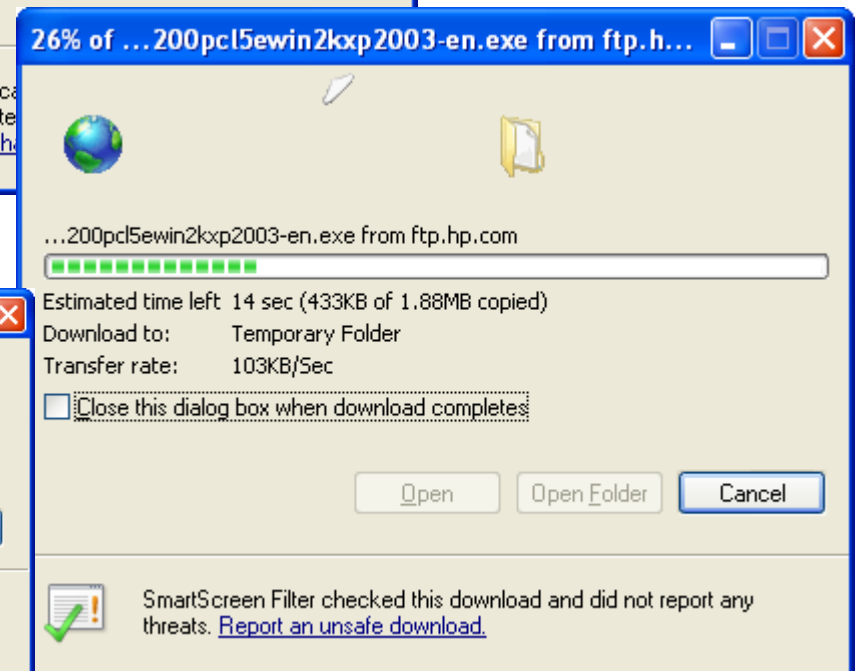 26% of ...200pcl5ewin2kxp2003-en.exe from ftp.h...
...200pcl5ewin2kxp2003-en.exe from ftp.hp.com
Estimated time left 14 sec (433KB of 1.88MB copied)
Download to: Temporary Folder
Transfer rate: 103KB/Sec
Close this dialog box when download completes
Open Open Folder Cancel
SmartScreen Filter checked this download and did not report any
threats. Report an unsafe download.